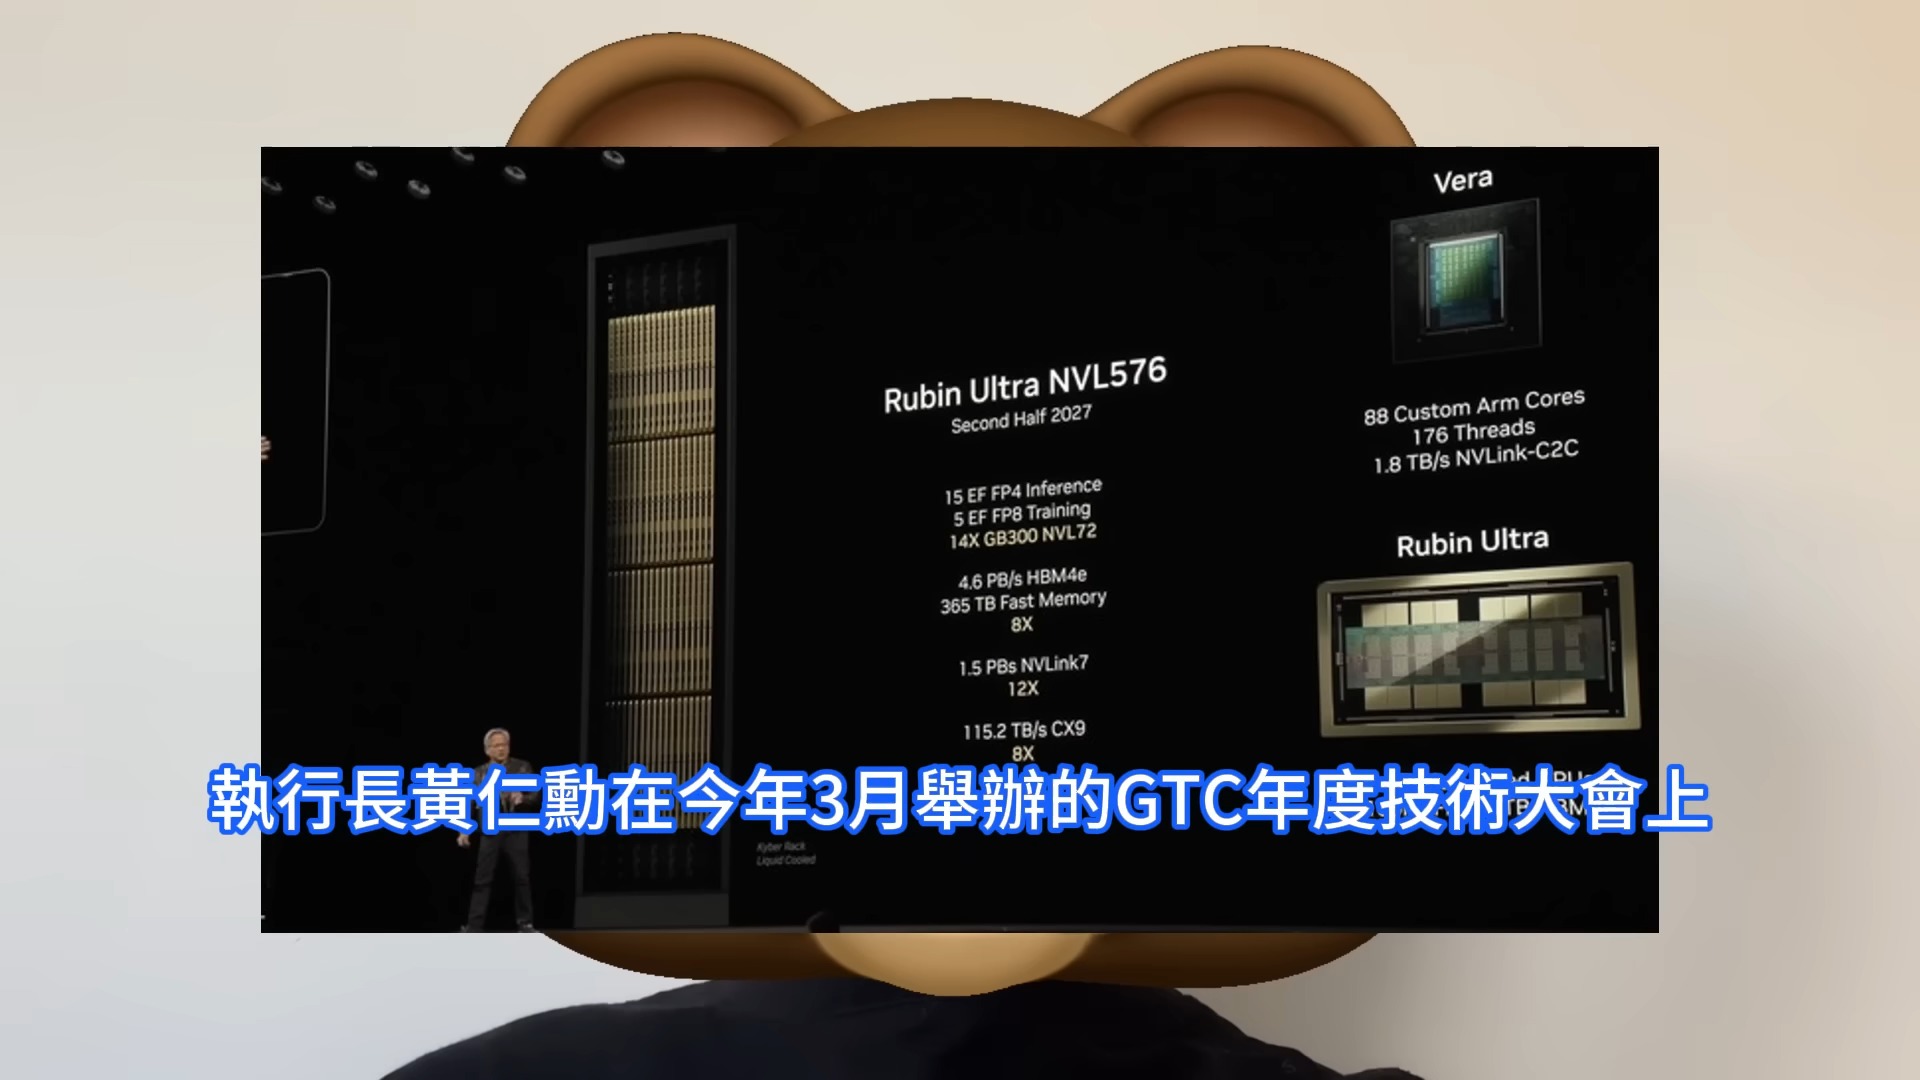 Vera
88 Custom Arm Cores
176 Threads
1.8 TB/s NVLink-C2C
Rubin Ultra NVL576
Second Half 2027
15 EF FP4 Inference
5 EF FP8 Training
14X GB300 NVL72
4.6 PB/s HBM4e
365 TB Fast Memory
8X
1.5 PBs NVLink7
12X
115.2 TB/s CX9
8X
Rubin Ultra
執行長黃仁勳在今年3月舉辦的GTC年度技術大會上
Kyber Rack
Liquid Cooled